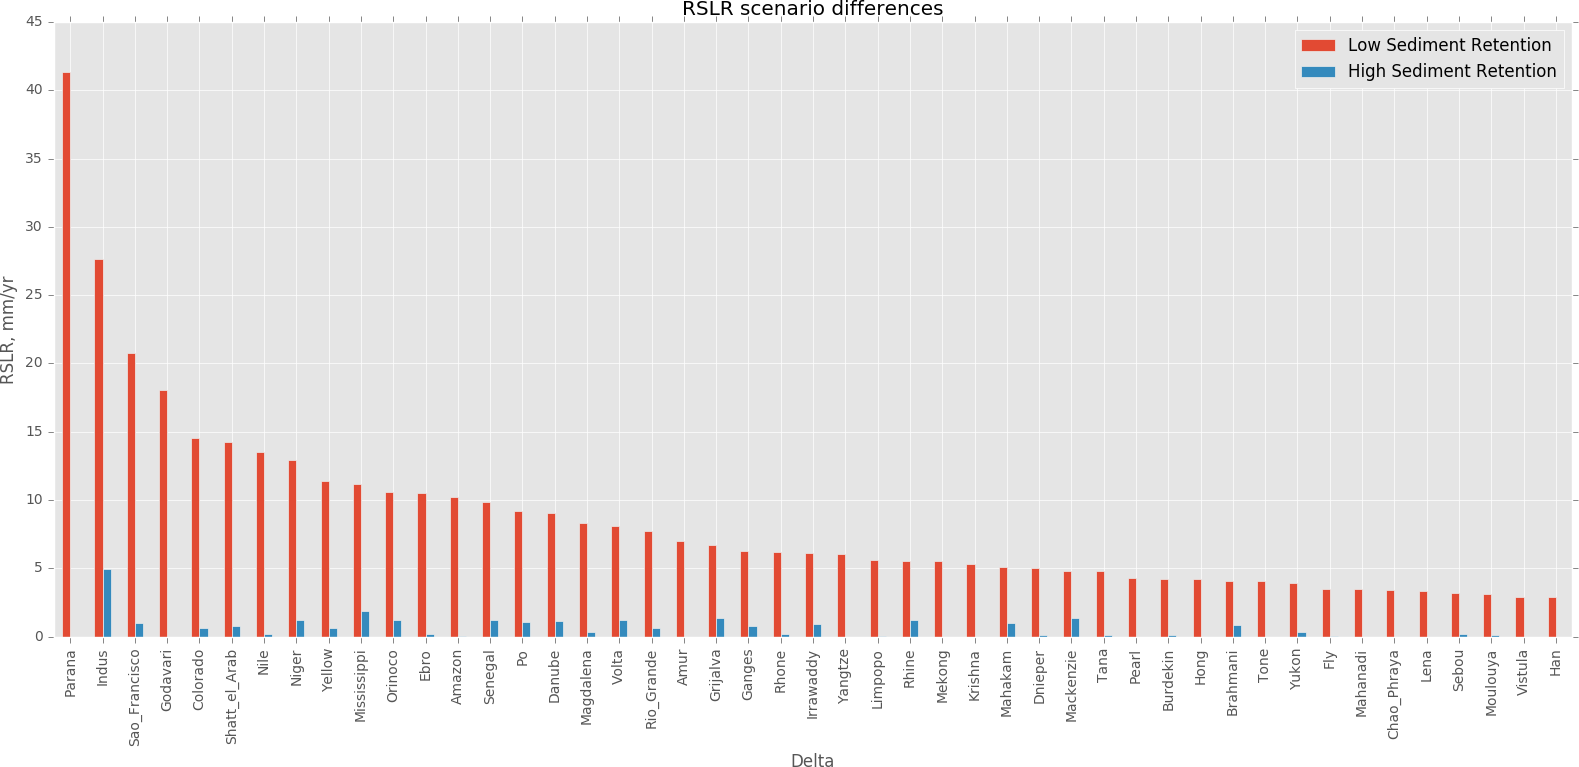 RSLR scenario differences
Low Sediment Retention
High Sediment Retention
RSLR, mm/yr
45
40
35
30
25
20
15
10
5
0
Parana
Indus
Sao_Francisco
Godavari
Colorado
Shatt_el_Arab
Nile
Niger
Yellow
Mississippi
Orinoco
Ebro
Amazon
Senegal
Po
Danube
Magdalena
Volta
Rio_Grande
Amur
Grijalva
Ganges
Rhone
Irrawaddy
Yangtze
Limpopo
Rhine
Mekong
Krishna
Mahakam
Dnieper
Mackenzie
Tana
Pearl
Burdekin
Hong
Brahmani
Tone
Yukon
Fly
Mahanadi
Chao_Phraya
Lena
Sebou
Moulouya
Vistula
Han
Delta